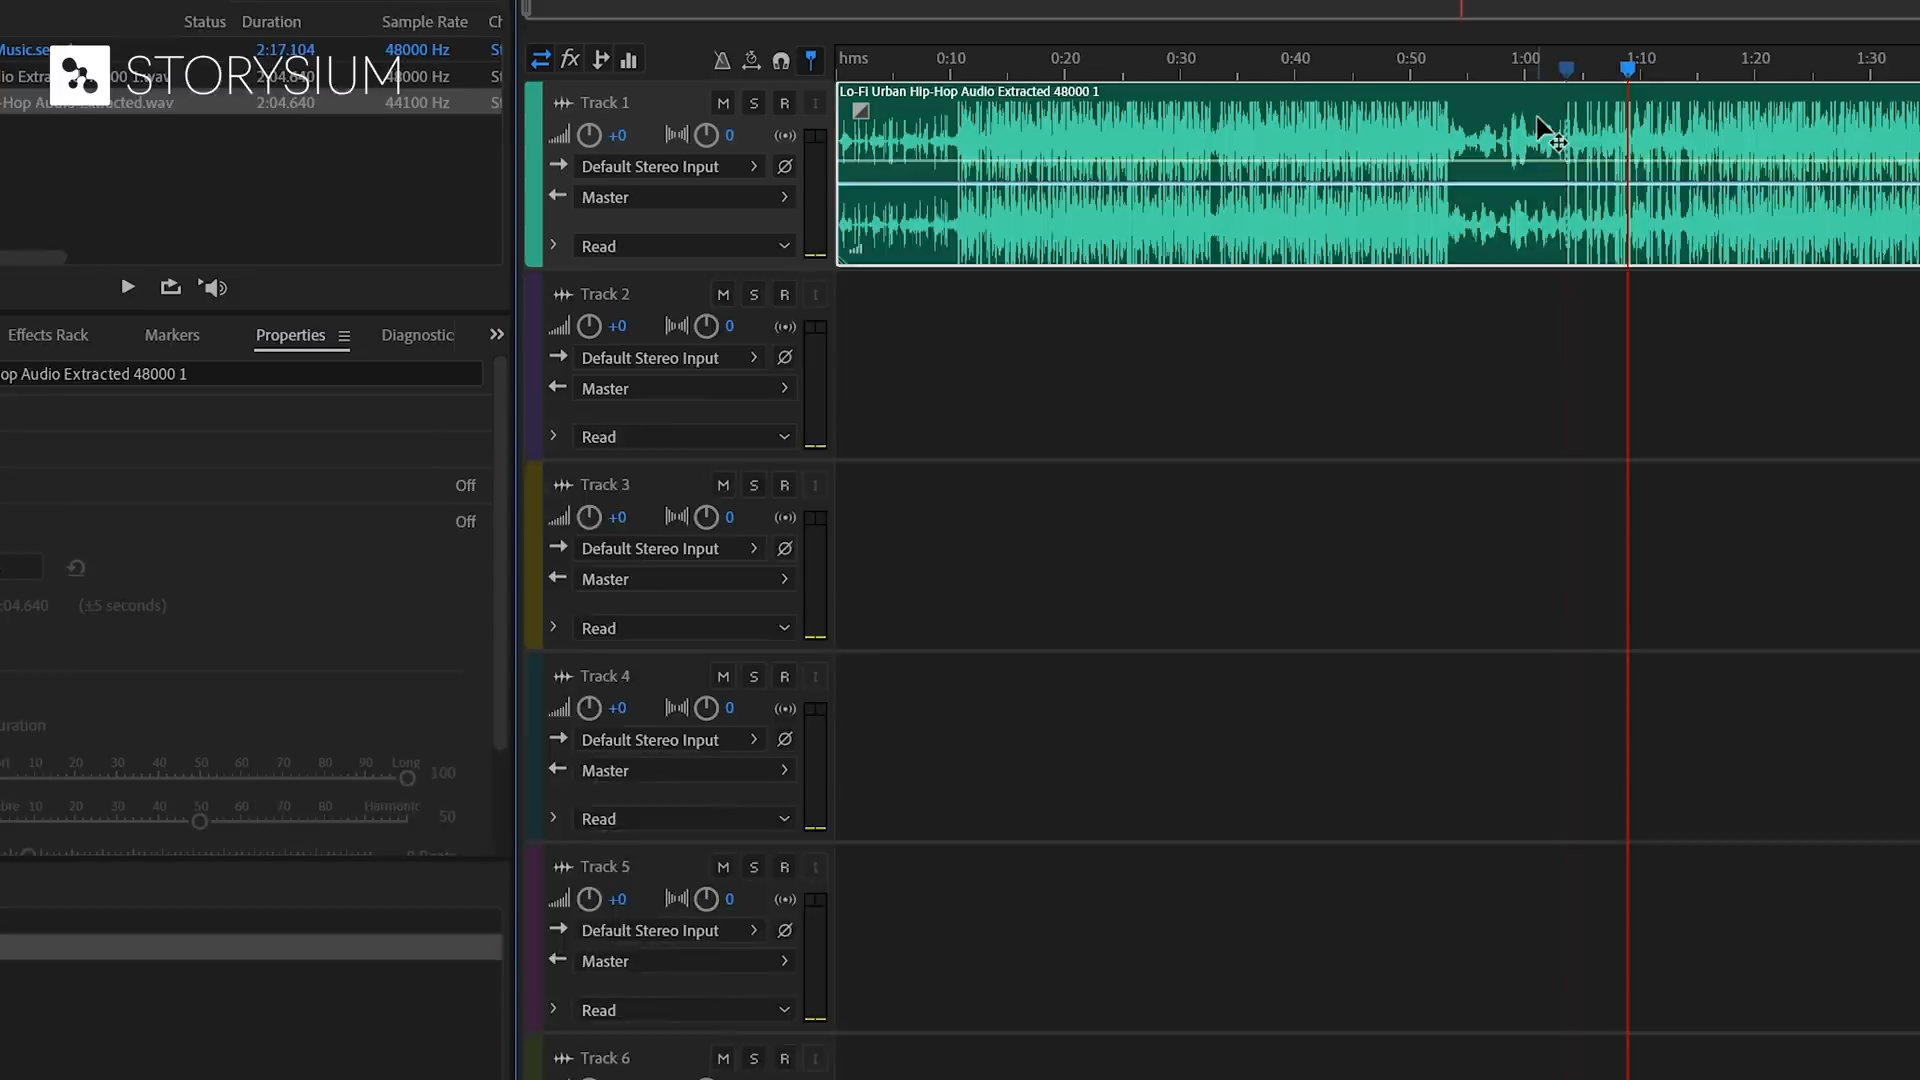 Status Duration Sample Rate Ch
Music.se 2:17.104 48000 Hz St
io Extra 00 1.wav 2:04.640 48000 Hz St
-Hop Au Extracted.wav 2:04.640 44100 Hz St
STORYSIUM
Effects Rack Markers Properties Diagnostic
op Audio Extracted 48000 1
Off
Off
:04.640 (±5 seconds)
uration
10 20 30 40 50 60 70 80 90 Long 100
bre 10 20 30 40 50 60 70 80 Harmonic 50
fx
hms 0:10 0:20 0:30 0:40 0:50 1:00 1:10 1:20 1:30
Lo-FI Urban Hip-Hop Audio Extracted 48000 1
Track 1 M S R I
+0 0
Default Stereo Input
Master
Read
Track 2 M S R I
+0 0
Default Stereo Input
Master
Read
Track 3 M S R I
+0 0
Default Stereo Input
Master
Read
Track 4 M S R I
+0 0
Default Stereo Input
Master
Read
Track 5 M S R I
+0 0
Default Stereo Input
Master
Read
Track 6 M S R I